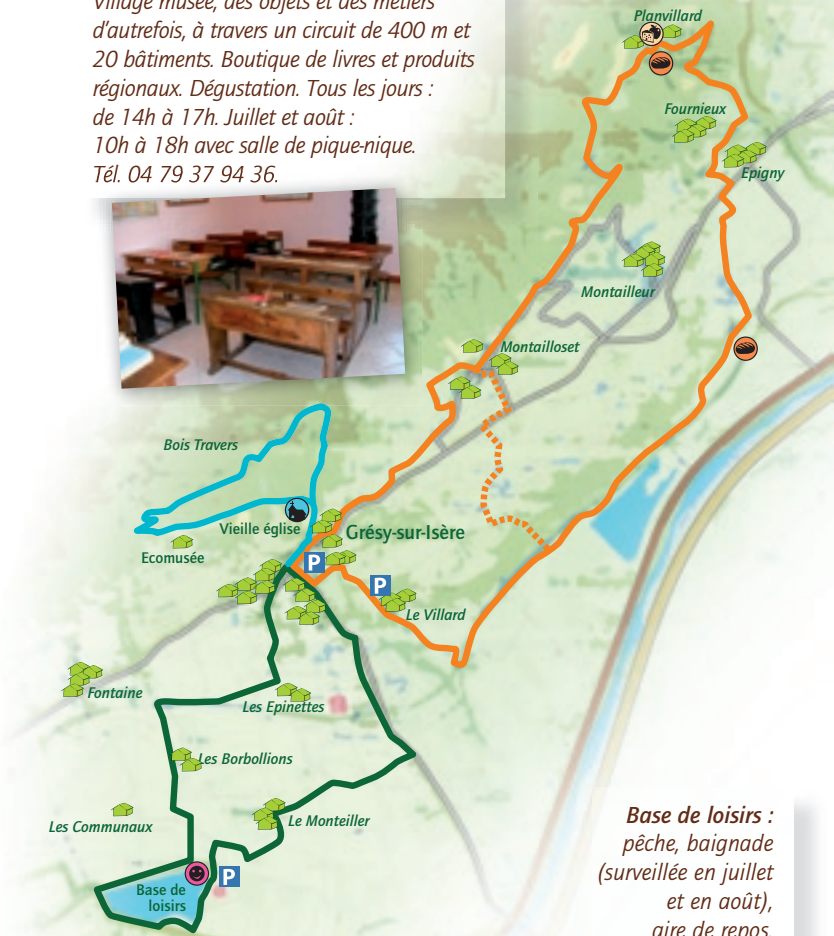 Village musée, des objets et des métiers
d'autrefois, à travers un circuit de 400 m et
20 bâtiments. Boutique de livres et produits
régionaux. Dégustation. Tous les jours :
de 14h à 17h. Juillet et août :
10h à 18h avec salle de pique-nique.
Tél. 04 79 37 94 36.
Planvillard
Fournieux
Epigny
Montailleur
Montailloset
Bois Travers
Vieille église
Grésy-sur-Isère
Ecomusée
P
P
Le Villard
Fontaine
Les Epinettes
Les Borbollions
Les Communaux
Le Monteiller
P
Base de
loisirs
Base de loisirs :
pêche, baignade
(surveillée en juillet
et en août),
aire de repos,